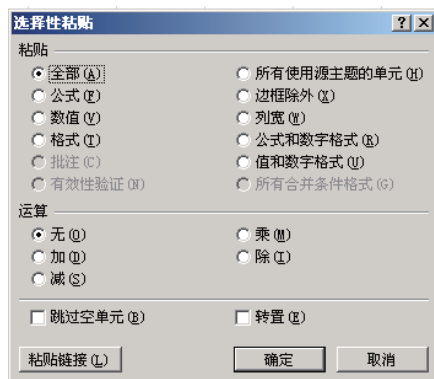 选择性粘贴
粘贴
全部(A) 所有使用源主题的单元(H)
公式(F) 边框除外(X)
数值(V) 列宽(W)
格式(T) 公式和数字格式(R)
批注(C) 值和数字格式(U)
有效性验证(N) 所有合并条件格式(G)
运算
无(O) 乘(M)
加(D) 除(I)
减(S)
跳过空单元(B) 转置(E)
粘贴链接(L) 确定 取消